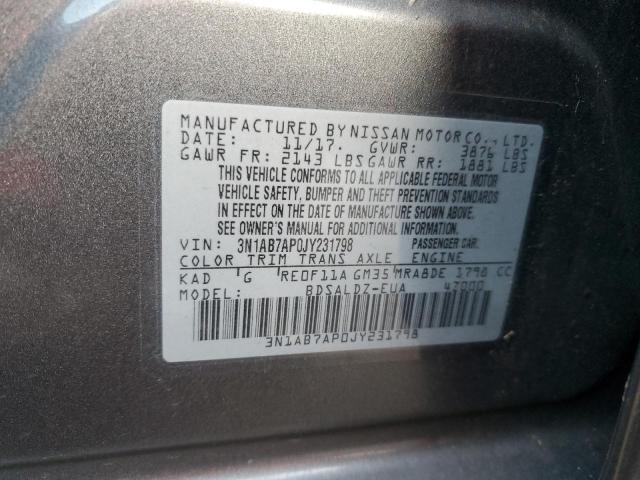 MANUFACTURED BY NISSAN MOTOR CO., LTD.
DATE: 11/17. GVWR: 3876 LBS
GAWR FR: 2143 LBS GAWR RR: 1881 LBS
THIS VEHICLE CONFORMS TO ALL APPLICABLE FEDERAL MOTOR
VEHICLE SAFETY, BUMPER AND THEFT PREVENTION STANDARDS
IN EFFECT ON THE DATE OF MANUFACTURE SHOWN ABOVE.
SEE OWNER'S MANUAL FOR ADDITIONAL INFORMATION.
VIN: 3N1AB7AP0JY231798 PASSENGER CAR.
COLOR TRIM TRANS AXLE ENGINE
KAD G RE0F11A GM35 MRA8DE 1798 CC
MODEL: BDSALDZ-EUA 47000
3N1AB7AP0JY231798